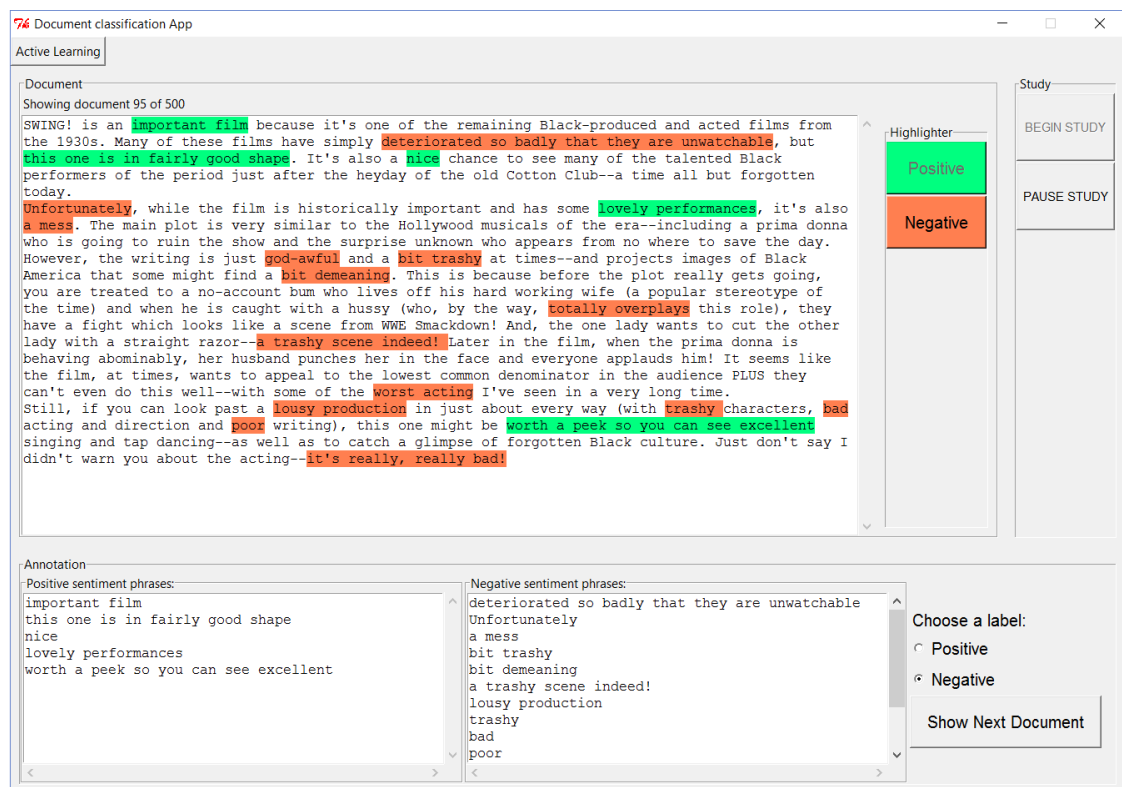 Document classification App
Active Learning
Document
Showing document 95 of 500
SWING! is an important film because it's one of the remaining Black-produced and acted films from
the 1930s. Many of these films have simply deteriorated so badly that they are unwatchable, but
this one is in fairly good shape. It's also a nice chance to see many of the talented Black
performers of the period just after the heyday of the old Cotton Club--a time all but forgotten
today.
Unfortunately, while the film is historically important and has some lovely performances, it's also
a mess. The main plot is very similar to the Hollywood musicals of the era--including a prima donna
who is going to ruin the show and the surprise unknown who appears from no where to save the day.
However, the writing is just god-awful and a bit trashy at times--and projects images of Black
America that some might find a bit demeaning. This is because before the plot really gets going,
you are treated to a no-account bum who lives off his hard working wife (a popular stereotype of
the time) and when he is caught with a hussy (who, by the way, totally overplays this role), they
have a fight which looks like a scene from WWE Smackdown! And, the one lady wants to cut the other
lady with a straight razor--a trashy scene indeed! Later in the film, when the prima donna is
behaving abominably, her husband punches her in the face and everyone applauds him! It seems like
the film, at times, wants to appeal to the lowest common denominator in the audience PLUS they
can't even do this well--with some of the worst acting I've seen in a very long time.
Still, if you can look past a lousy production in just about every way (with trashy characters, bad
acting and direction and poor writing), this one might be worth a peek so you can see excellent
singing and tap dancing--as well as to catch a glimpse of forgotten Black culture. Just don't say I
didn't warn you about the acting--it's really, really bad!
Highlighter
Positive
Negative
Study
BEGIN STUDY
PAUSE STUDY
Annotation
Positive sentiment phrases:
important film
this one is in fairly good shape
nice
lovely performances
worth a peek so you can see excellent
Negative sentiment phrases:
deteriorated so badly that they are unwatchable
Unfortunately
a mess
bit trashy
bit demeaning
a trashy scene indeed!
lousy production
trashy
bad
poor
Choose a label:
Positive
Negative
Show Next Document